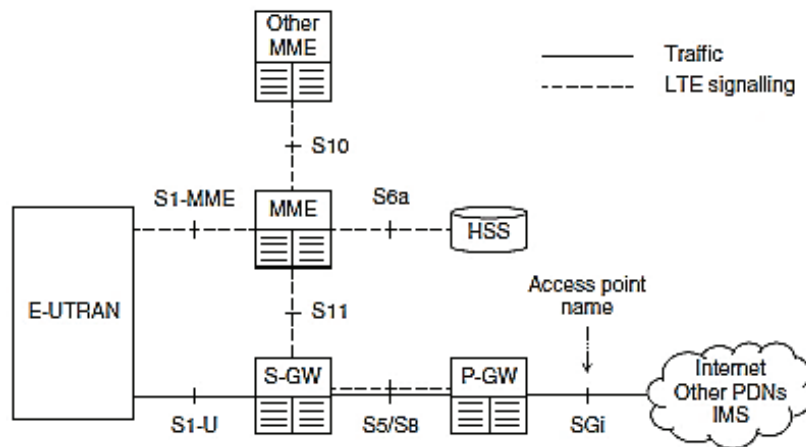 Other
MME
Traffic
LTE signalling
S10
S1-MME
MME
S6a
HSS
E-UTRAN
S11
Access point
name
S-GW
P-GW
Internet
Other PDNs
IMS
S1-U
S5/S8
SGi